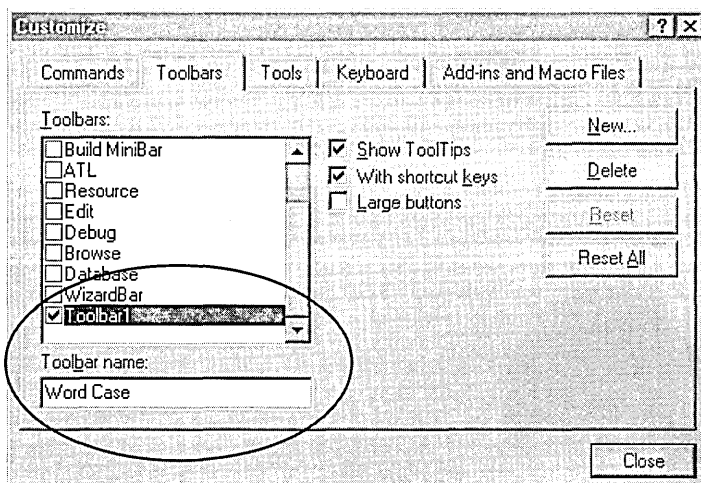 Customize
Commands
Toolbars
Tools
Keyboard
Add-ins and Macro Files
Toolbars:
Build MiniBar
ATL
Resource
Edit
Debug
Browse
Database
WizardBar
Toolbar1
Toolbar name:
Word Case
Show ToolTips
With shortcut keys
Large buttons
New...
Delete
Reset
Reset All
Close